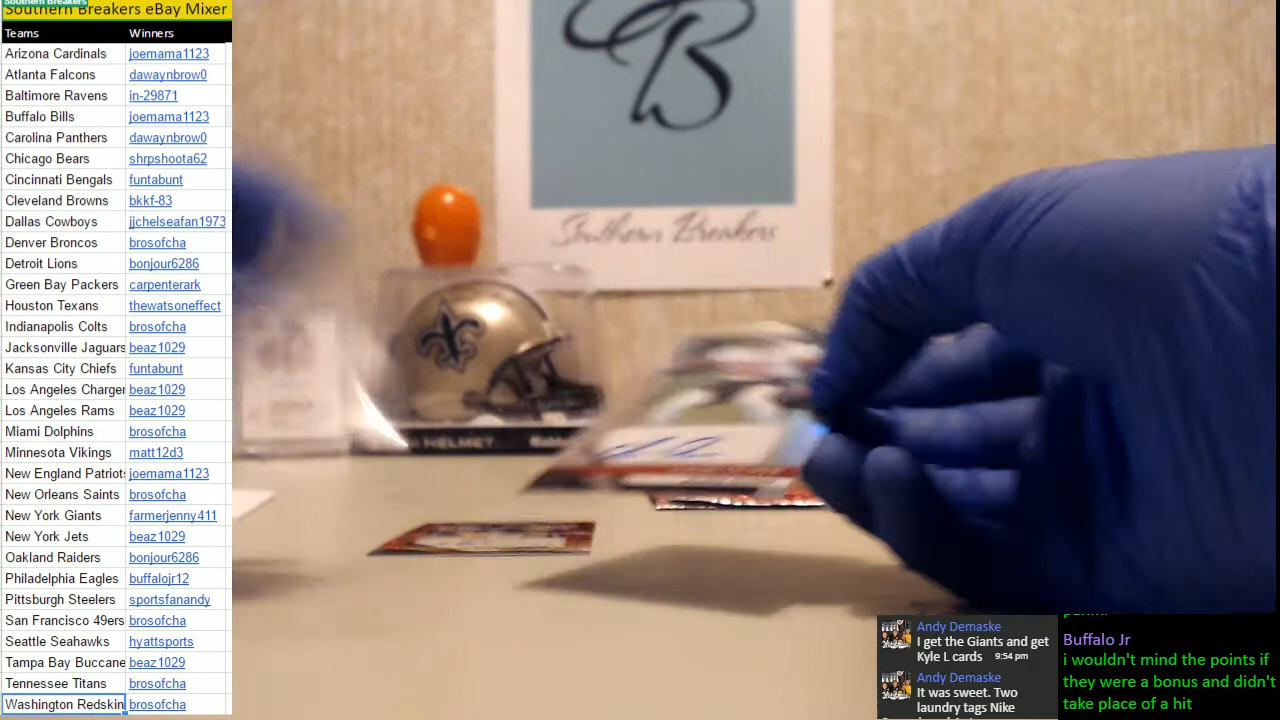 Southern Breakers
Southern Breakers eBay Mixer
Teams Winners
Arizona Cardinals joemama1123
Atlanta Falcons dawaynbrow0
Baltimore Ravens in-29871
Buffalo Bills joemama1123
Carolina Panthers dawaynbrow0
Chicago Bears shrpshoota62
Cincinnati Bengals funtabunt
Cleveland Browns bkkf-83
Dallas Cowboys jjchelseafan1973
Denver Broncos brosofcha
Detroit Lions bonjour6286
Green Bay Packers carpenterark
Houston Texans thewatsoneffect
Indianapolis Colts brosofcha
Jacksonville Jaguars beaz1029
Kansas City Chiefs funtabunt
Los Angeles Charger beaz1029
Los Angeles Rams beaz1029
Miami Dolphins brosofcha
Minnesota Vikings matt12d3
New England Patriots joemama1123
New Orleans Saints brosofcha
New York Giants farmerjenny411
New York Jets beaz1029
Oakland Raiders bonjour6286
Philadelphia Eagles buffalojr12
Pittsburgh Steelers sportsfanandy
San Francisco 49ers brosofcha
Seattle Seahawks hyattsports
Tampa Bay Buccane beaz1029
Tennessee Titans brosofcha
Washington Redskin brosofcha
B
Southern Breakers
HELMET
Andy Demaske
I get the Giants and get
Kyle L cards 9:54 pm
Andy Demaske
It was sweet. Two
laundry tags Nike
Buffalo Jr
i wouldn't mind the points if
they were a bonus and didn't
take place of a hit